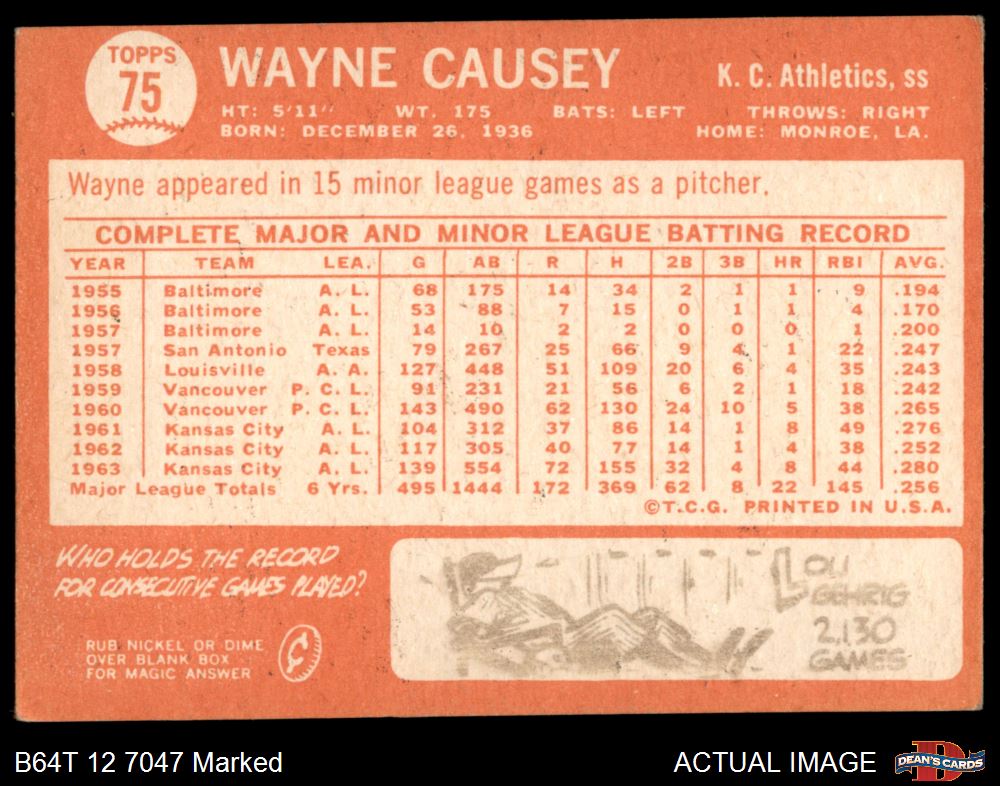 TOPPS
75
WAYNE CAUSEY
K. C. Athletics, ss
HT: 5'11" WT. 175 BATS: LEFT THROWS: RIGHT
BORN: DECEMBER 26, 1936 HOME: MONROE, LA.
Wayne appeared in 15 minor league games as a pitcher.
COMPLETE MAJOR AND MINOR LEAGUE BATTING RECORD
YEAR TEAM LEA. G AB R H 2B 3B HR RBI AVG.
1955 Baltimore A. L. 68 175 14 34 2 1 1 9 .194
1956 Baltimore A. L. 53 88 7 15 0 1 1 4 .170
1957 Baltimore A. L. 14 10 2 2 0 0 0 1 .200
1957 San Antonio Texas 79 267 25 66 9 4 1 22 .247
1958 Louisville A. A. 127 448 51 109 20 6 4 35 .243
1959 Vancouver P. C. L. 91 231 21 56 6 2 1 18 .242
1960 Vancouver P. C. L. 143 490 62 130 24 10 5 38 .265
1961 Kansas City A. L. 104 312 37 86 14 1 8 49 .276
1962 Kansas City A. L. 117 305 40 77 14 1 4 38 .252
1963 Kansas City A. L. 139 554 72 155 32 4 8 44 .280
Major League Totals 6 Yrs. 495 1444 172 369 62 8 22 145 .256
©T.C.G. PRINTED IN U.S.A.
WHO HOLDS THE RECORD
FOR CONSECUTIVE GAMES PLAYED?
RUB NICKEL OR DIME
OVER BLANK BOX
FOR MAGIC ANSWER
LOU
GEHRIG
2,130
GAMES
B64T 12 7047 Marked
ACTUAL IMAGE
DEAN'S CARDS